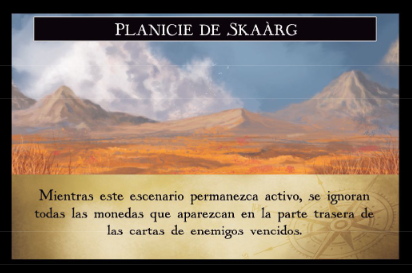 Planicie de Skaàrg
Mientras este escenario permanezca activo, se ignoran
todas las monedas que aparezcan en la parte trasera de
las cartas de enemigos vencidos.